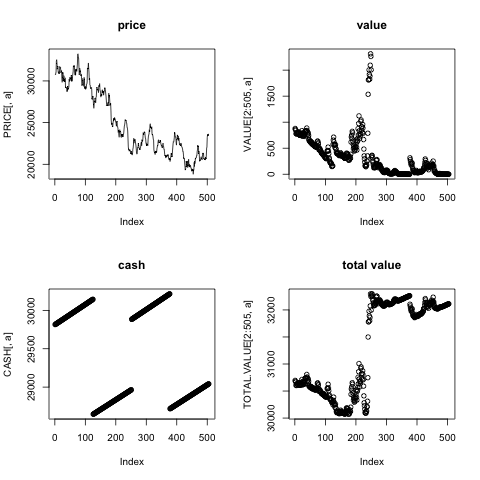 price
PRICE[, a]
20000 25000 30000
0 100 200 300 400 500
Index
value
VALUE[2:505, a]
0 500 1500
0 100 200 300 400 500
Index
cash
CASH[, a]
29000 29500 30000
0 100 200 300 400 500
Index
total value
TOTAL.VALUE[2:505, a]
30000 31000 32000
0 100 200 300 400 500
Index